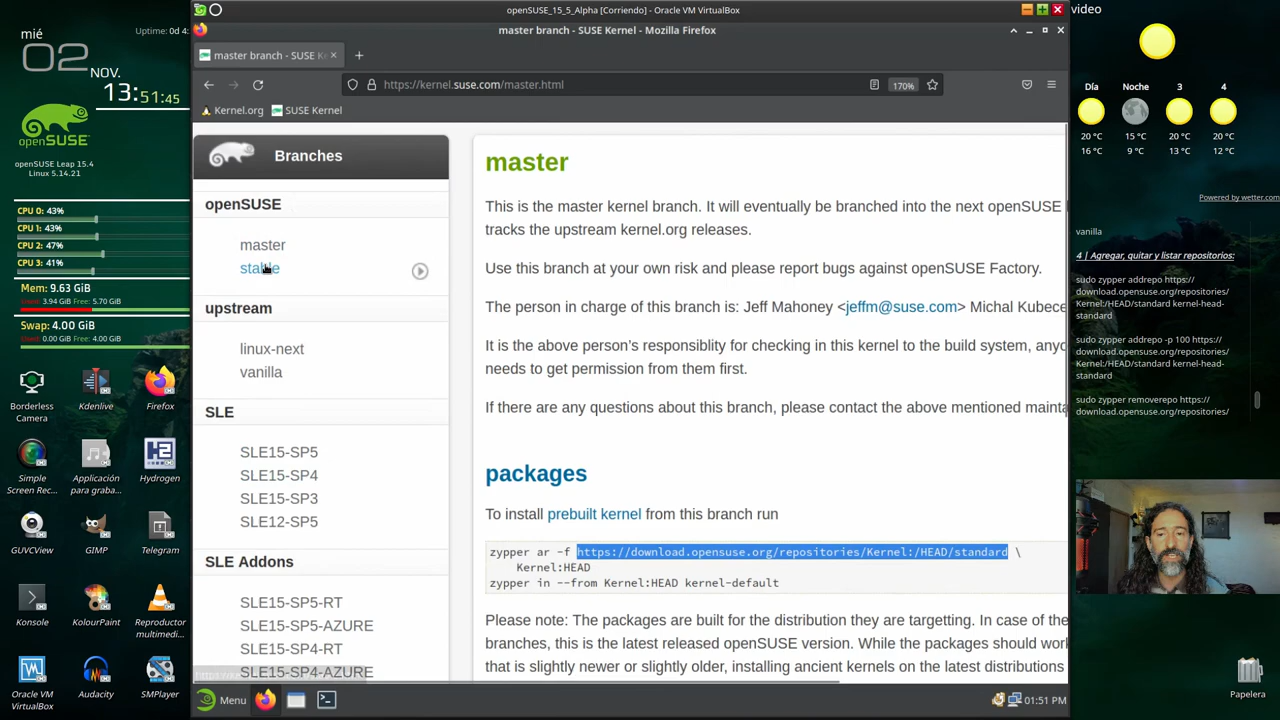 mié
Uptime: 0d 4:
02
NOV.
13:51:45
openSUSE
openSUSE Leap 15.4
Linux 5.14.21
CPU 0: 43%
CPU 1: 43%
CPU 2: 47%
CPU 3: 41%
Mem: 9.63 GiB
Used: 3.94 GiB Free: 5.70 GiB
Swap: 4.00 GiB
Used: 0.00 GiB Free: 4.00 GiB
Borderless
Camera
Kdenlive
Firefox
Simple
Screen Rec...
Aplicación
para graba...
Hydrogen
GUVCView
GIMP
Telegram
Konsole
KolourPaint
Reproductor
multimedi...
Oracle VM
VirtualBox
Audacity
SMPlayer
openSUSE_15_5_Alpha [Corriendo] - Oracle VM VirtualBox
master branch - SUSE Kernel - Mozilla Firefox
master branch - SUSE K
https://kernel.suse.com/master.html
170%
Kernel.org
SUSE Kernel
Branches
openSUSE
master
stable
upstream
linux-next
vanilla
SLE
SLE15-SP5
SLE15-SP4
SLE15-SP3
SLE12-SP5
SLE Addons
SLE15-SP5-RT
SLE15-SP5-AZURE
SLE15-SP4-RT
SLE15-SP4-AZURE
master
This is the master kernel branch. It will eventually be branched into the next openSUSE
tracks the upstream kernel.org releases.
Use this branch at your own risk and please report bugs against openSUSE Factory.
The person in charge of this branch is: Jeff Mahoney <jeffm@suse.com> Michal Kubece
It is the above person's responsiblity for checking in this kernel to the build system, anyo
needs to get permission from them first.
If there are any questions about this branch, please contact the above mentioned mainta
packages
To install prebuilt kernel from this branch run
zypper ar -f https://download.opensuse.org/repositories/Kernel:/HEAD/standard \
Kernel:HEAD
zypper in --from Kernel:HEAD kernel-default
Please note: The packages are built for the distribution they are targetting. In case of the
branches, this is the latest released openSUSE version. While the packages should work
that is slightly newer or slightly older, installing ancient kernels on the latest distributions
Menu
01:51 PM
video
Día
Noche
3
4
20 °C
15 °C
20 °C
20 °C
16 °C
9 °C
13 °C
12 °C
Powered by wetter.com
vanilla
4 | Agregar, quitar y listar repositorios:
sudo zypper addrepo https://
download.opensuse.org/repositories/
Kernel:/HEAD/standard kernel-head-
standard
sudo zypper addrepo -p 100 https://
download.opensuse.org/repositories/
Kernel:/HEAD/standard kernel-head-
standard
sudo zypper removerepo https://
download.opensuse.org/repositories/
Papelera